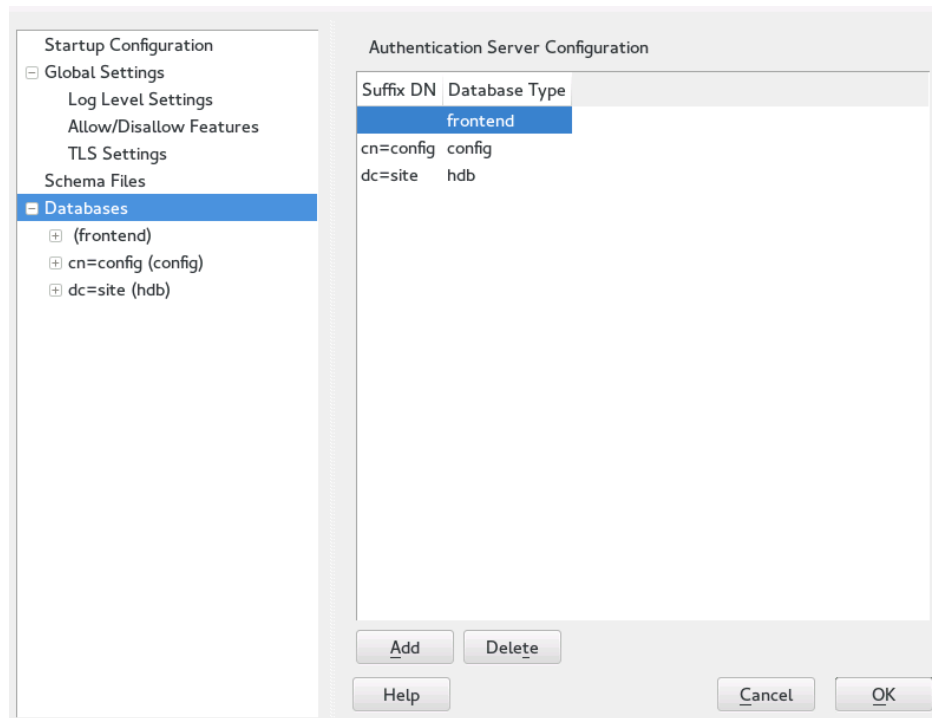 Startup Configuration
Global Settings
Log Level Settings
Allow/Disallow Features
TLS Settings
Schema Files
Databases
(frontend)
cn=config (config)
dc=site (hdb)
Authentication Server Configuration
Suffix DN Database Type
frontend
cn=config config
dc=site hdb
Add Delete
Help Cancel OK